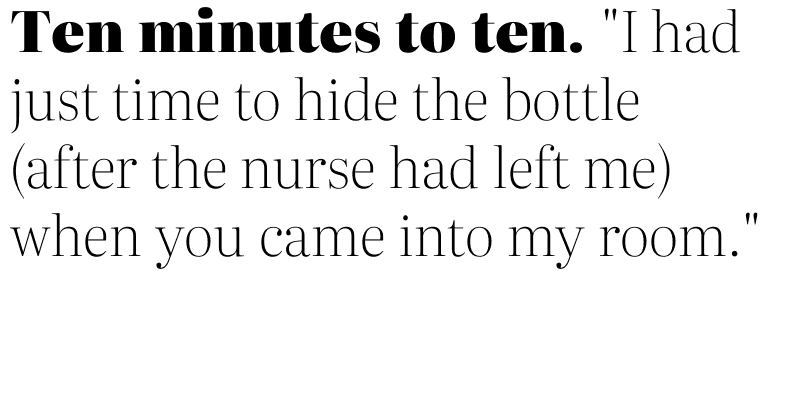 Ten minutes to ten. "I had
just time to hide the bottle
(after the nurse had left me)
when you came into my room."